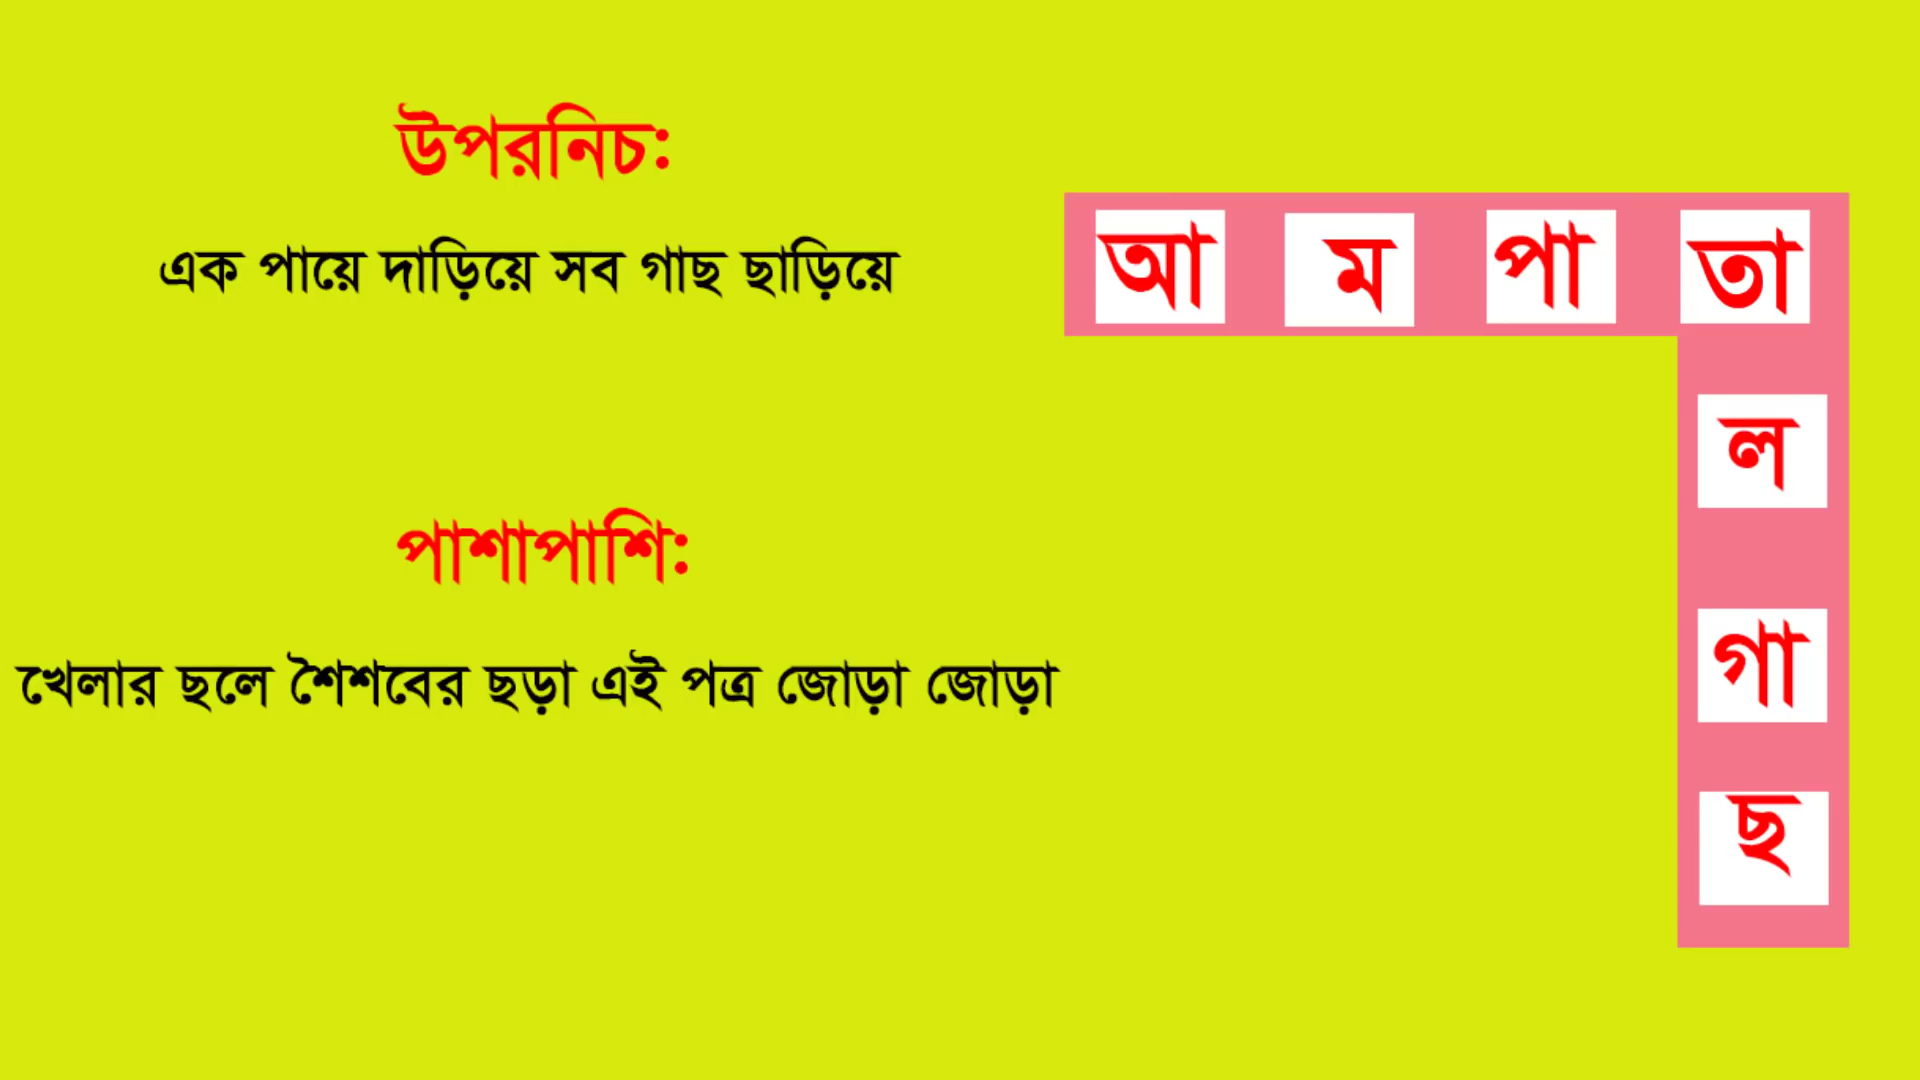 উপরনিচ:
এক পায়ে দাড়িয়ে সব গাছ ছাড়িয়ে
পাশাপাশি:
খেলার ছলে শৈশবের ছড়া এই পত্র জোড়া জোড়া
আ ম পা তা
ল
গা
ছ